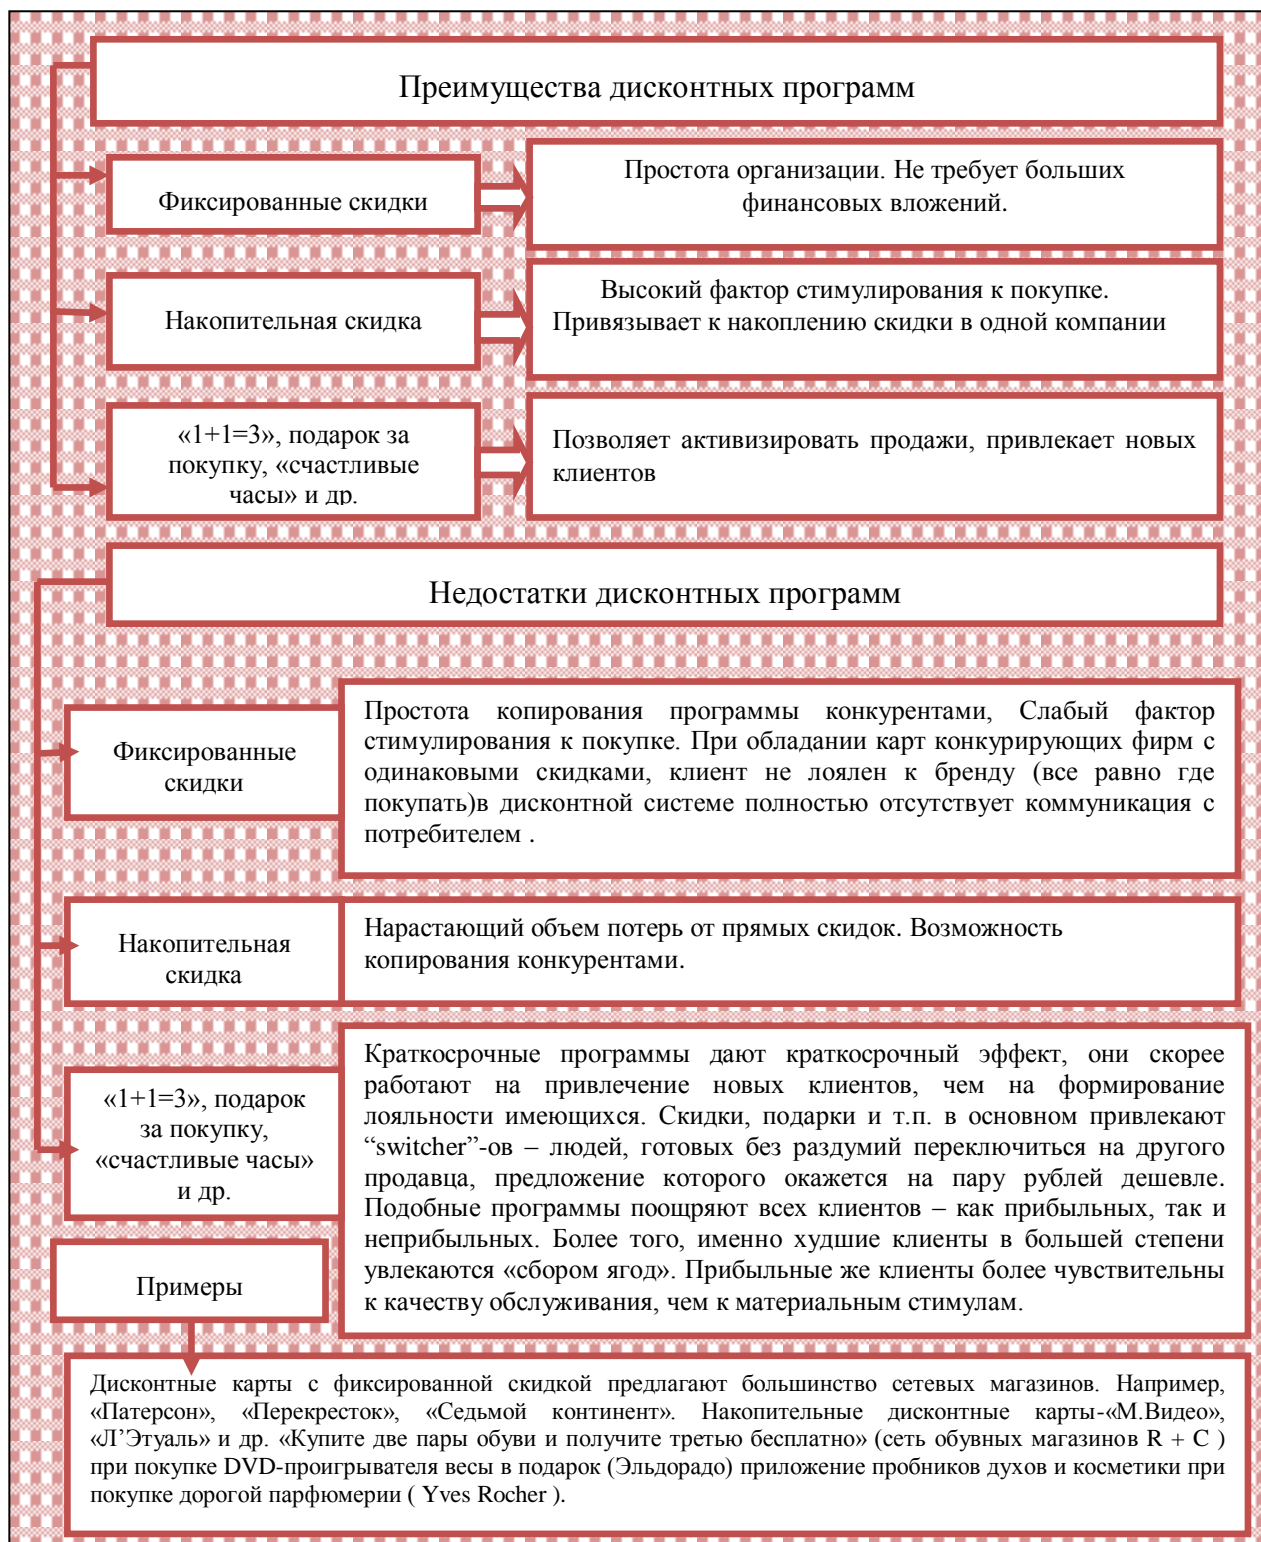 Преимущества дисконтных программ
Фиксированные скидки
Простота организации. Не требует больших
финансовых вложений.
Накопительная скидка
Высокий фактор стимулирования к покупке.
Привязывает к накоплению скидки в одной компании
«1+1=3», подарок за
покупку, «счастливые
часы» и др.
Позволяет активизировать продажи, привлекает новых
клиентов
Недостатки дисконтных программ
Фиксированные
скидки
Простота копирования программы конкурентами, Слабый фактор
стимулирования к покупке. При обладании карт конкурирующих фирм с
одинаковыми скидками, клиент не лоялен к бренду (все равно где
покупать)в дисконтной системе полностью отсутствует коммуникация с
потребителем .
Накопительная
скидка
Нарастающий объем потерь от прямых скидок. Возможность
копирования конкурентами.
«1+1=3», подарок
за покупку,
«счастливые часы»
и др.
Краткосрочные программы дают краткосрочный эффект, они скорее
работают на привлечение новых клиентов, чем на формирование
лояльности имеющихся. Скидки, подарки и т.п. в основном привлекают
“switcher”-ов – людей, готовых без раздумий переключиться на другого
продавца, предложение которого окажется на пару рублей дешевле.
Подобные программы поощряют всех клиентов – как прибыльных, так и
неприбыльных. Более того, именно худшие клиенты в большей степени
увлекаются «сбором ягод». Прибыльные же клиенты более чувствительны
к качеству обслуживания, чем к материальным стимулам.
Примеры
Дисконтные карты с фиксированной скидкой предлагают большинство сетевых магазинов. Например,
«Патерсон», «Перекресток», «Седьмой континент». Накопительные дисконтные карты-«М.Видео»,
«Л’Этуаль» и др. «Купите две пары обуви и получите третью бесплатно» (сеть обувных магазинов R + C )
при покупке DVD-проигрывателя весы в подарок (Эльдорадо) приложение пробников духов и косметики при
покупке дорогой парфюмерии ( Yves Rocher ).